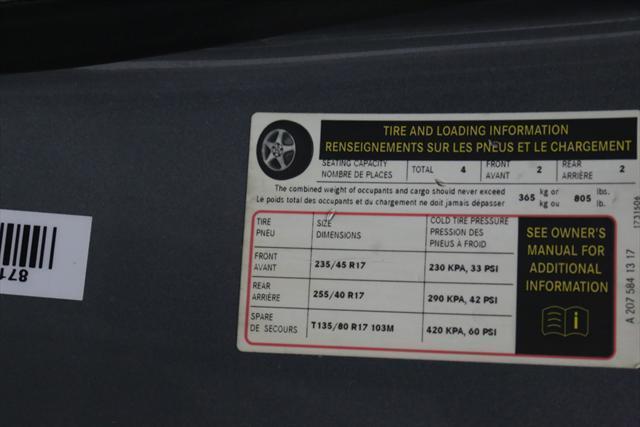 TIRE AND LOADING INFORMATION
RENSEIGNEMENTS SUR LES PNEUS ET LE CHARGEMENT
SEATING CAPACITY
NOMBRE DE PLACES
TOTAL 4
FRONT
AVANT
2
REAR
ARRIÈRE
2
The combined weight of occupants and cargo should never exceed
Le poids total des occupants et du chargement ne doit jamais dépasser
365
kg or
kg ou
805
lbs.
lb.
TIRE
PNEU
SIZE
DIMENSIONS
COLD TIRE PRESSURE
PRESSION DES
PNEUS À FROID
FRONT
AVANT
235/45 R17
230 KPA, 33 PSI
REAR
ARRIÈRE
255/40 R17
290 KPA, 42 PSI
SPARE
DE SECOURS
T135/80 R17 103M
420 KPA, 60 PSI
SEE OWNER'S
MANUAL FOR
ADDITIONAL
INFORMATION
i
A 207 584 13 17
1731506
871